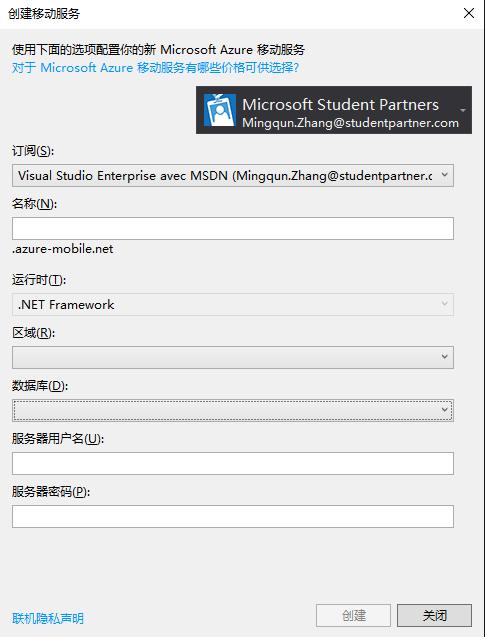 创建移动服务
使用下面的选项配置你的新 Microsoft Azure 移动服务
对于 Microsoft Azure 移动服务有哪些价格可供选择?
Microsoft Student Partners
Mingqun.Zhang@studentpartner.com
订阅(S):
Visual Studio Enterprise avec MSDN (Mingqun.Zhang@studentpartner.c
名称(N):
.azure-mobile.net
运行时(T):
.NET Framework
区域(R):
数据库(D):
服务器用户名(U):
服务器密码(P):
联机隐私声明
创建
关闭